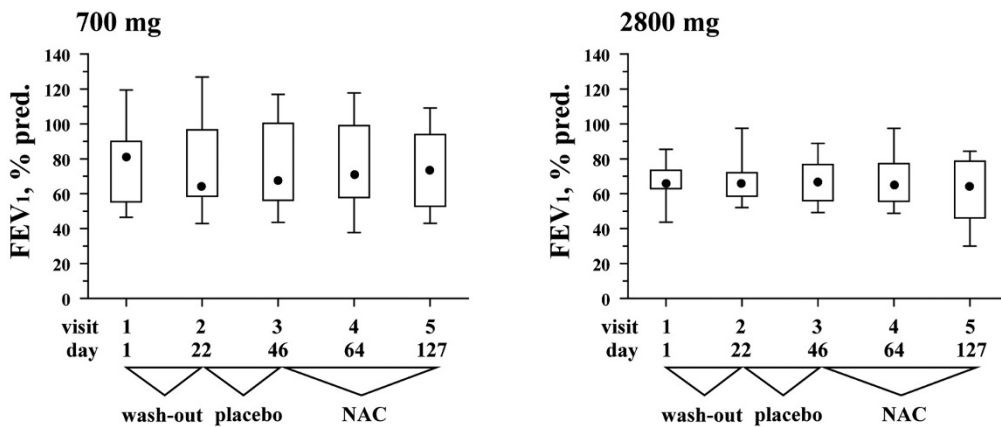 700 mg
140
120
100
80
60
40
20
0
FEV1, % pred.
visit 1 2 3 4 5
day 1 22 46 64 127
wash-out placebo NAC
2800 mg
140
120
100
80
60
40
20
0
FEV1, % pred.
visit 1 2 3 4 5
day 1 22 46 64 127
wash-out placebo NAC